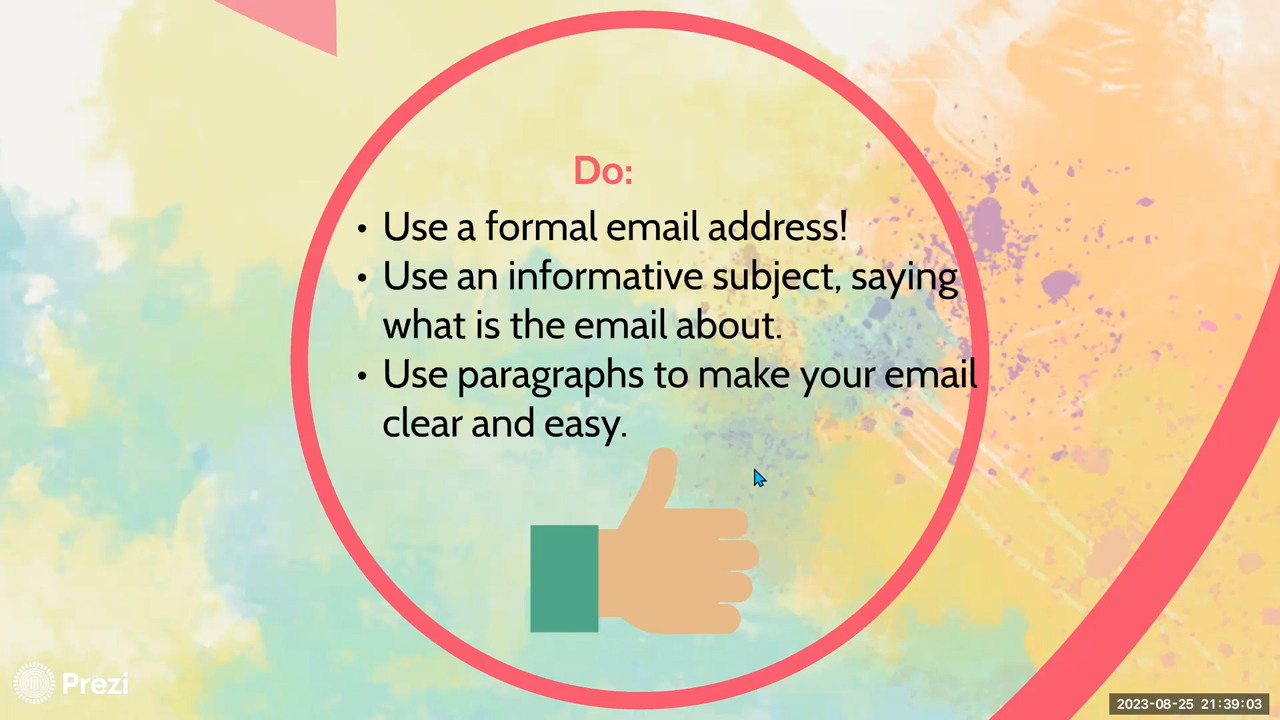 Do:
• Use a formal email address!
• Use an informative subject, saying
what is the email about.
• Use paragraphs to make your email
clear and easy.
Prezi
2023-08-25 21:39:03